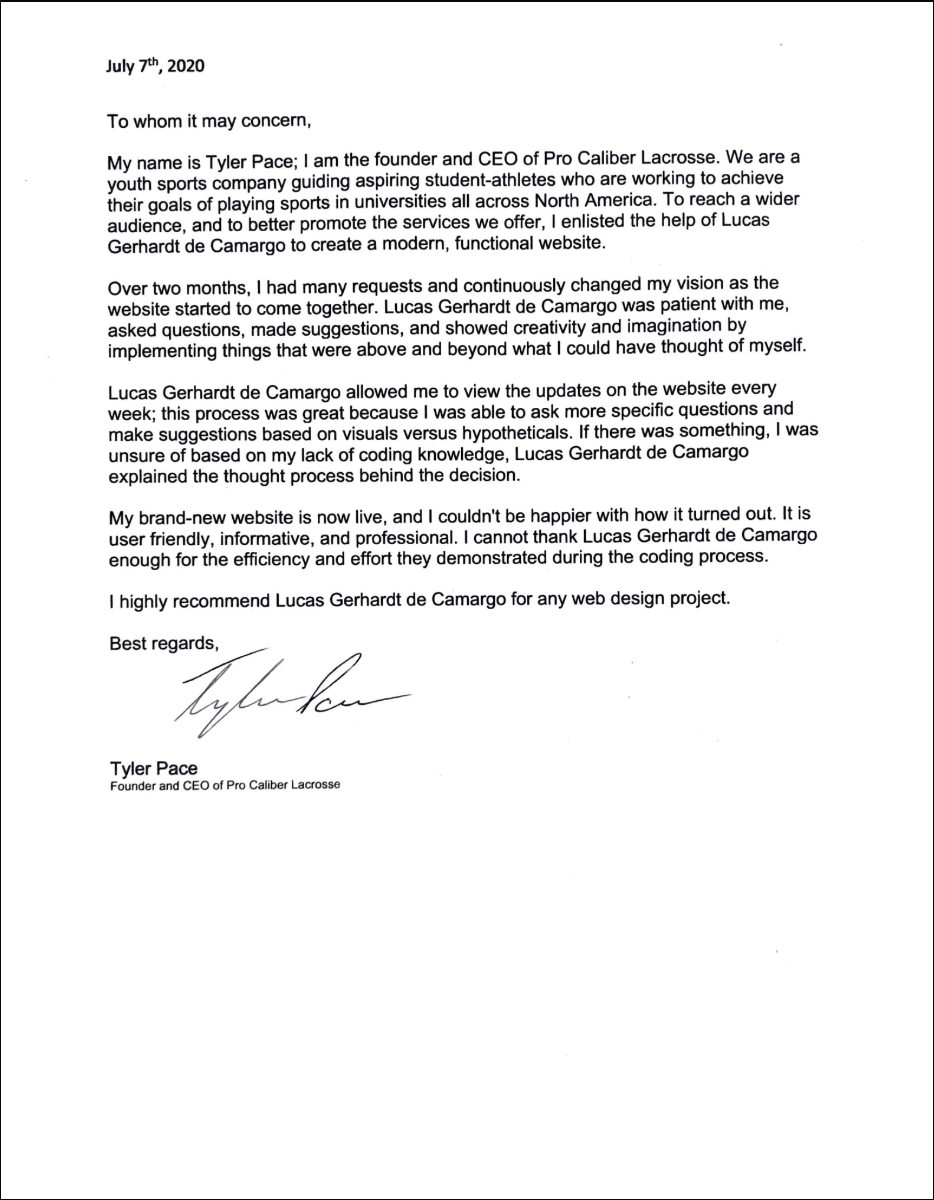 July 7th, 2020
To whom it may concern,
My name is Tyler Pace; I am the founder and CEO of Pro Caliber Lacrosse. We are a
youth sports company guiding aspiring student-athletes who are working to achieve
their goals of playing sports in universities all across North America. To reach a wider
audience, and to better promote the services we offer, I enlisted the help of Lucas
Gerhardt de Camargo to create a modern, functional website.
Over two months, I had many requests and continuously changed my vision as the
website started to come together. Lucas Gerhardt de Camargo was patient with me,
asked questions, made suggestions, and showed creativity and imagination by
implementing things that were above and beyond what I could have thought of myself.
Lucas Gerhardt de Camargo allowed me to view the updates on the website every
week; this process was great because I was able to ask more specific questions and
make suggestions based on visuals versus hypotheticals. If there was something, I was
unsure of based on my lack of coding knowledge, Lucas Gerhardt de Camargo
explained the thought process behind the decision.
My brand-new website is now live, and I couldn't be happier with how it turned out. It is
user friendly, informative, and professional. I cannot thank Lucas Gerhardt de Camargo
enough for the efficiency and effort they demonstrated during the coding process.
I highly recommend Lucas Gerhardt de Camargo for any web design project.
Best regards,
Tyler Pace
Tyler Pace
Founder and CEO of Pro Caliber Lacrosse